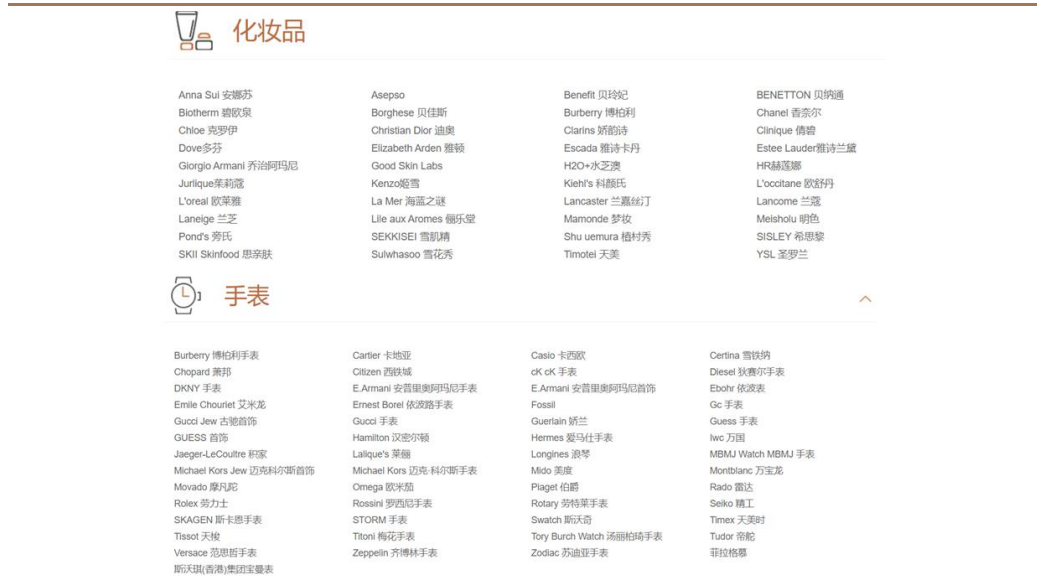 化妆品
Anna Sui 安娜苏 Asepso Benefit 贝玲妃 BENETTON 贝纳通
Biotherm 碧欧泉 Borghese 贝佳斯 Burberry 博柏利 Chanel 香奈尔
Chloe 克罗伊 Christian Dior 迪奥 Clarins 娇韵诗 Clinique 倩碧
Dove多芬 Elizabeth Arden 雅顿 Escada 雅诗卡丹 Estee Lauder雅诗兰黛
Giorgio Armani 乔治阿玛尼 Good Skin Labs H2O+水芝澳 HR赫莲娜
Jurlique茱莉蔻 Kenzo姬雪 Kiehl's 科颜氏 L'occitane 欧舒丹
L'oreal 欧莱雅 La Mer 海蓝之谜 Lancaster 兰嘉丝汀 Lancome 兰蔻
Laneige 兰芝 Lile aux Aromes 俪乐堂 Mamonde 梦妆 Meisholu 明色
Pond's 旁氏 SEKKISEI 雪肌精 Shu uemura 植村秀 SISLEY 希思黎
SKII Skinfood 思亲肤 Sulwhasoo 雪花秀 Timotei 天美 YSL 圣罗兰
手表
Burberry 博柏利手表 Cartier 卡地亚 Casio 卡西欧 Certina 雪铁纳
Chopard 萧邦 Citizen 西铁城 cK cK 手表 Diesel 狄赛尔手表
DKNY 手表 E.Armani 安普里奥阿玛尼手表 E.Armani 安普里奥阿玛尼首饰 Ebohr 依波表
Emile Chouriet 艾米龙 Ernest Borel 依波路手表 Fossil Gc 手表
Gucci Jew 古驰首饰 Gucci 手表 Guerlain 娇兰 Guess 手表
GUESS 首饰 Hamilton 汉密尔顿 Hermes 爱马仕手表 Iwc 万国
Jaeger-LeCoultre 积家 Lalique's 莱俪 Longines 浪琴 MBMJ Watch MBMJ 手表
Michael Kors Jew 迈克科尔斯首饰 Michael Kors 迈克·科尔斯手表 Mido 美度 Montblanc 万宝龙
Movado 摩凡陀 Omega 欧米茄 Piaget 伯爵 Rado 雷达
Rolex 劳力士 Rossini 罗西尼手表 Rotary 劳特莱手表 Seiko 精工
SKAGEN 斯卡恩手表 STORM 手表 Swatch 斯沃奇 Timex 天美时
Tissot 天梭 Titoni 梅花手表 Tory Burch Watch 汤丽柏琦手表 Tudor 帝舵
Versace 范思哲手表 Zeppelin 齐博林手表 Zodiac 苏迪亚手表 菲拉格慕
斯沃琪(香港)集团宝曼表